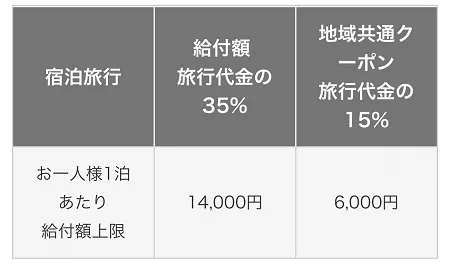 宿泊旅行
給付額
旅行代金の
35%
地域共通ク
ーポン
旅行代金の
15%
お一人様1泊
あたり
給付額上限
14,000円
6,000円